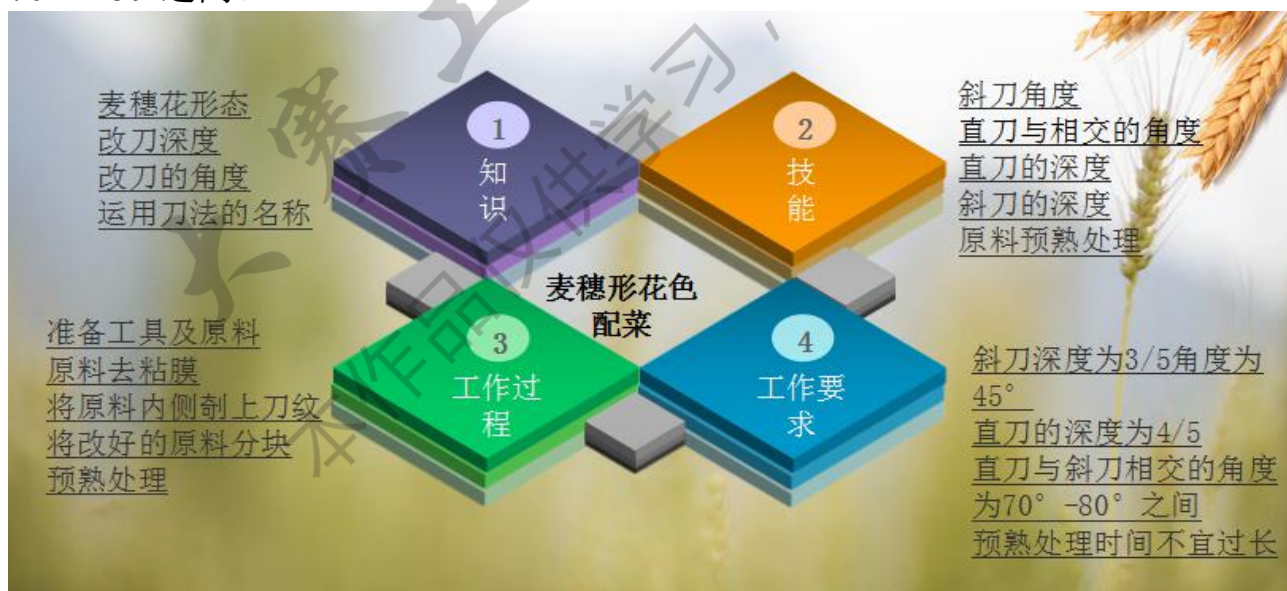 麦穗花形态
改刀深度
改刀的角度
运用刀法的名称
1
知
识
2
技
能
斜刀角度
直刀与相交的角度
直刀的深度
斜刀的深度
原料预熟处理
麦穗形花色
配菜
准备工具及原料
原料去粘膜
将原料内侧剞上刀纹
将改好的原料分块
预熟处理
3
工作过
程
4
工作要
求
斜刀深度为3/5角度为
45°
直刀的深度为4/5
直刀与斜刀相交的角度
为70°-80°之间
预熟处理时间不宜过长
本作品仅供学习，